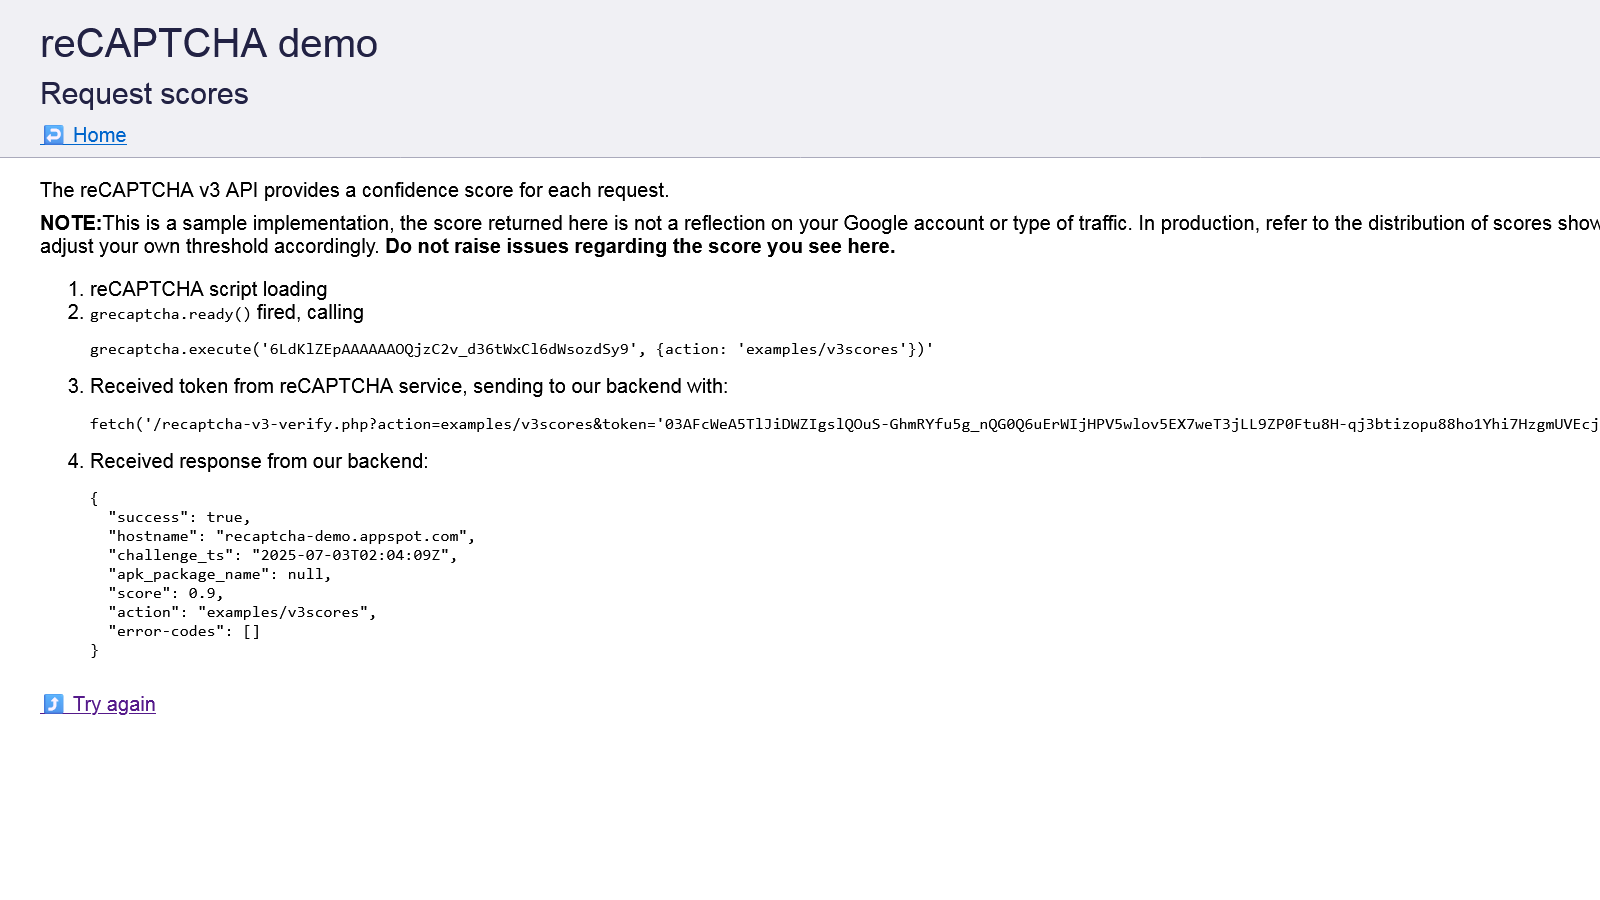 reCAPTCHA demo
Request scores
Home
The reCAPTCHA v3 API provides a confidence score for each request.
NOTE:This is a sample implementation, the score returned here is not a reflection on your Google account or type of traffic. In production, refer to the distribution of scores show
adjust your own threshold accordingly. Do not raise issues regarding the score you see here.
1. reCAPTCHA script loading
2. grecaptcha.ready() fired, calling
grecaptcha.execute('6LdKlZEpAAAAAAOQjzC2v_d36tWxCl6dWsozdSy9', {action: 'examples/v3scores'})'
3. Received token from reCAPTCHA service, sending to our backend with:
fetch('/recaptcha-v3-verify.php?action=examples/v3scores&token='03AFcWeA5TlJiDWZIgslQOuS-GhmRYfu5g_nQG0Q6uErWIjHPV5wlov5EX7weT3jLL9ZP0Ftu8H-qj3btizopu88ho1Yhi7HzgmUVEcj
4. Received response from our backend:
{
"success": true,
"hostname": "recaptcha-demo.appspot.com",
"challenge_ts": "2025-07-03T02:04:09Z",
"apk_package_name": null,
"score": 0.9,
"action": "examples/v3scores",
"error-codes": []
}
Try again